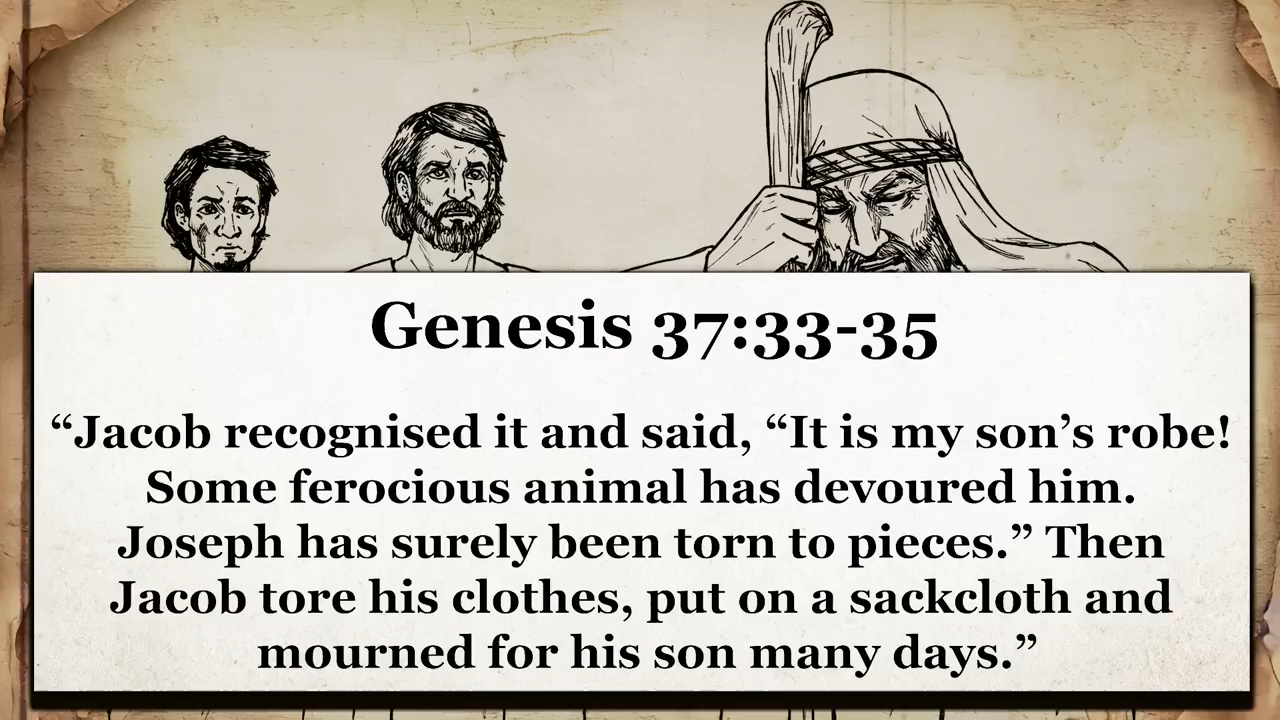 Genesis 37:33-35
“Jacob recognised it and said, “It is my son’s robe!
Some ferocious animal has devoured him.
Joseph has surely been torn to pieces.” Then
Jacob tore his clothes, put on a sackcloth and
mourned for his son many days.”